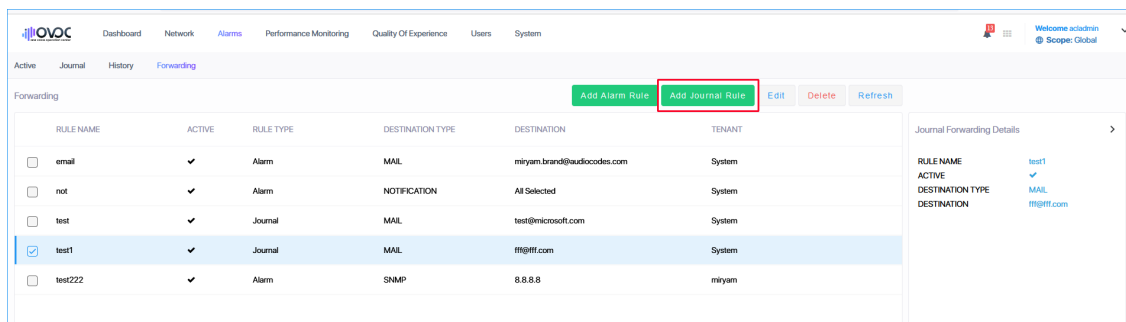 OVOC Dashboard Network Alarms Performance Monitoring Quality Of Experience Users System 13 Welcome acladmin
Scope: Global
Active Journal History Forwarding
Forwarding Add Alarm Rule Add Journal Rule Edit Delete Refresh
RULE NAME ACTIVE RULE TYPE DESTINATION TYPE DESTINATION TENANT
email Alarm MAIL miryam.brand@audiocodes.com System
not Alarm NOTIFICATION All Selected System
test Journal MAIL test@microsoft.com System
test1 Journal MAIL fff@fff.com System
test222 Alarm SNMP 8.8.8.8 miryam
Journal Forwarding Details
RULE NAME test1
ACTIVE
DESTINATION TYPE MAIL
DESTINATION fff@fff.com